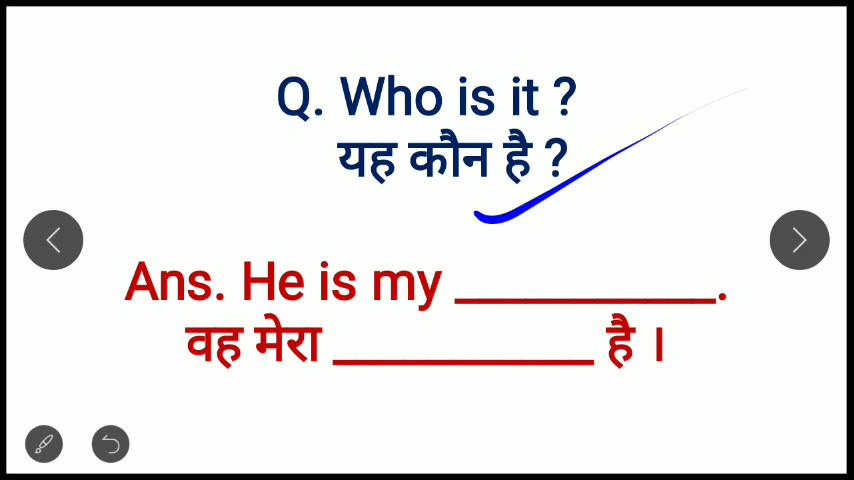 Q. Who is it ?
यह कौन है ?
Ans. He is my __________.
वह मेरा __________ है ।